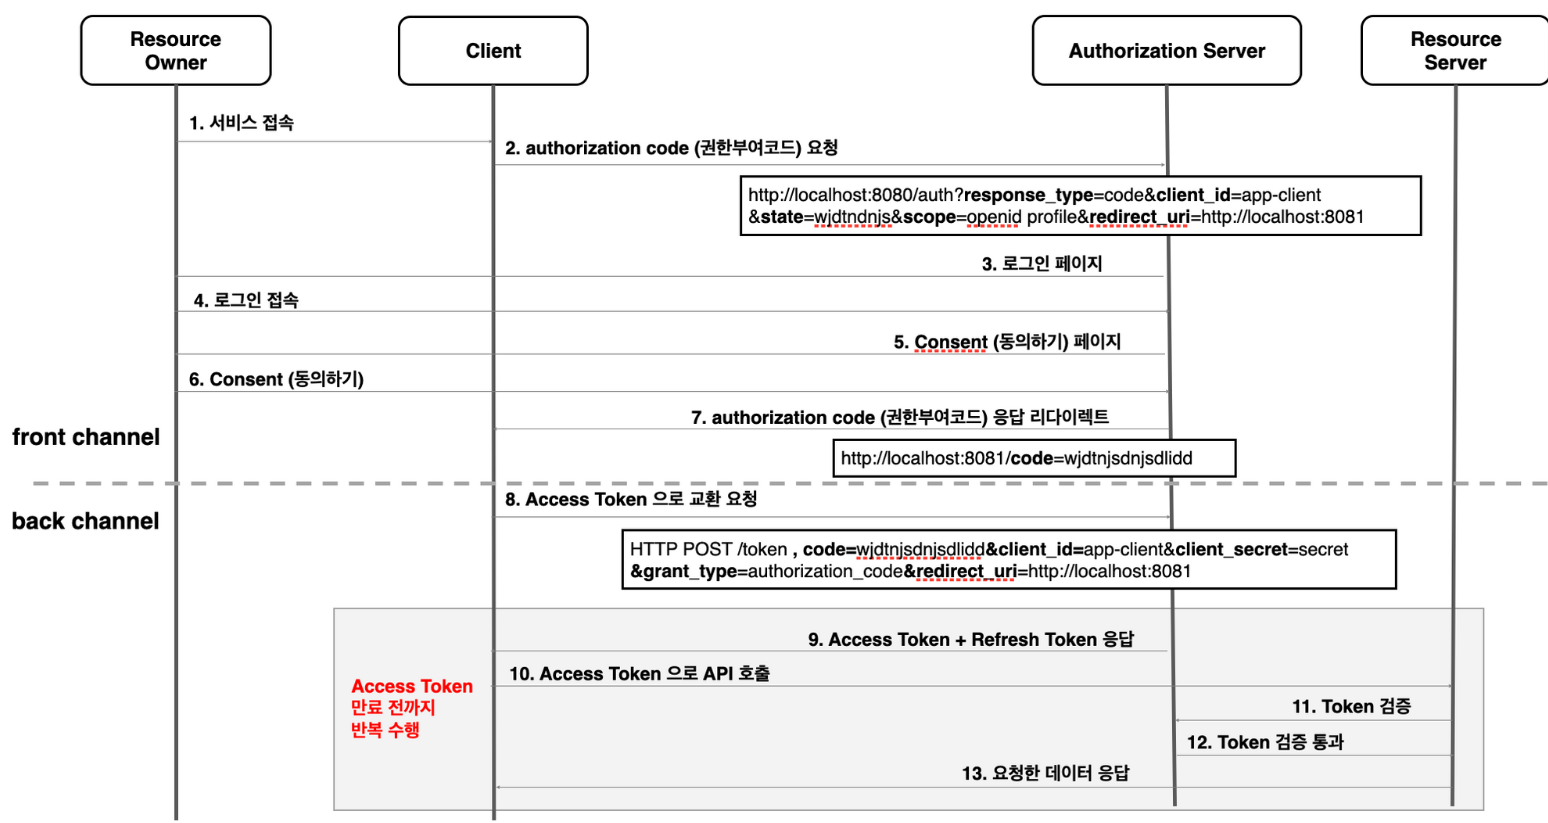 Resource
Owner
Client
Authorization Server
Resource
Server
1. 서비스 접속
2. authorization code (권한부여코드) 요청
http://localhost:8080/auth?response_type=code&client_id=app-client
&state=wjdtndnjs&scope=openid profile&redirect_uri=http://localhost:8081
3. 로그인 페이지
4. 로그인 접속
5. Consent (동의하기) 페이지
6. Consent (동의하기)
7. authorization code (권한부여코드) 응답 리다이렉트
front channel
http://localhost:8081/code=wjdtnjsdnjsdlidd
8. Access Token 으로 교환 요청
back channel
HTTP POST /token , code=wjdtnjsdnjsdlidd&client_id=app-client&client_secret=secret
&grant_type=authorization_code&redirect_uri=http://localhost:8081
9. Access Token + Refresh Token 응답
10. Access Token 으로 API 호출
Access Token
만료 전까지
반복 수행
11. Token 검증
12. Token 검증 통과
13. 요청한 데이터 응답